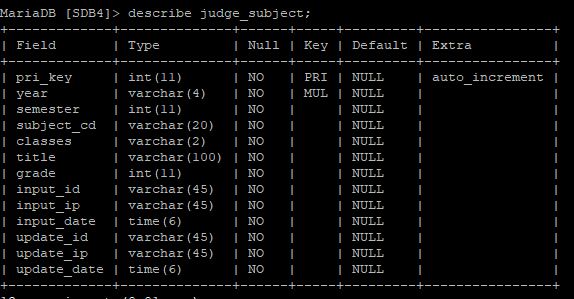 MariaDB [SDB4]> describe judge_subject;
+-------------+--------------+------+-----+---------+----------------+
| Field       | Type         | Null | Key | Default | Extra          |
+-------------+--------------+------+-----+---------+----------------+
| pri_key     | int(11)      | NO   | PRI | NULL    | auto_increment |
| year        | varchar(4)   | NO   | MUL | NULL    |                |
| semester    | int(11)      | NO   |     | NULL    |                |
| subject_cd  | varchar(20)  | NO   |     | NULL    |                |
| classes     | varchar(2)   | NO   |     | NULL    |                |
| title       | varchar(100) | NO   |     | NULL    |                |
| grade       | int(11)      | NO   |     | NULL    |                |
| input_id    | varchar(45)  | NO   |     | NULL    |                |
| input_ip    | varchar(45)  | NO   |     | NULL    |                |
| input_date  | time(6)      | NO   |     | NULL    |                |
| update_id   | varchar(45)  | NO   |     | NULL    |                |
| update_ip   | varchar(45)  | NO   |     | NULL    |                |
| update_date | time(6)      | NO   |     | NULL    |                |
+-------------+--------------+------+-----+---------+----------------+